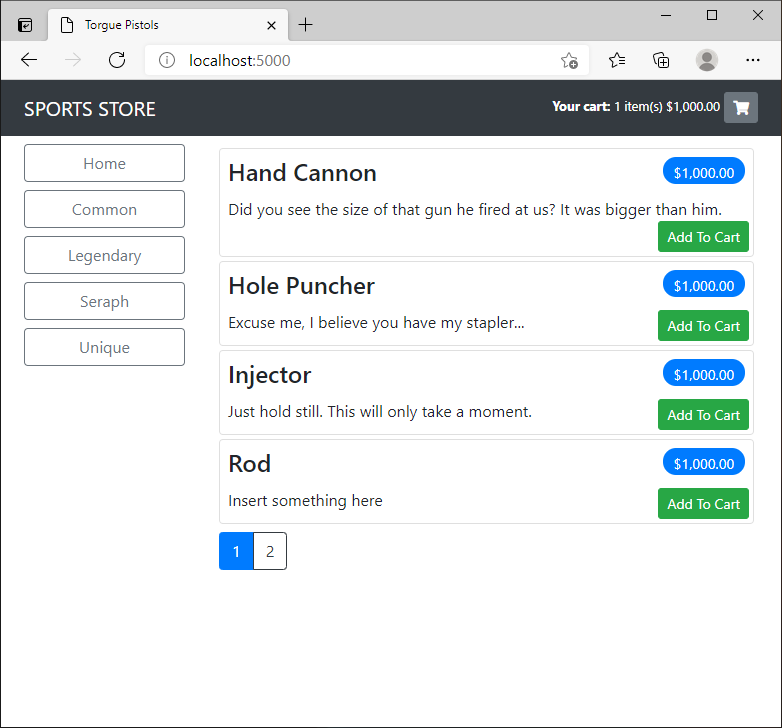 Torgue Pistols
localhost:5000
SPORTS STORE
Your cart: 1 item(s) $1,000.00
Home
Common
Legendary
Seraph
Unique
Hand Cannon
$1,000.00
Did you see the size of that gun he fired at us? It was bigger than him.
Add To Cart
Hole Puncher
$1,000.00
Excuse me, I believe you have my stapler...
Add To Cart
Injector
$1,000.00
Just hold still. This will only take a moment.
Add To Cart
Rod
$1,000.00
Insert something here
Add To Cart
1 2